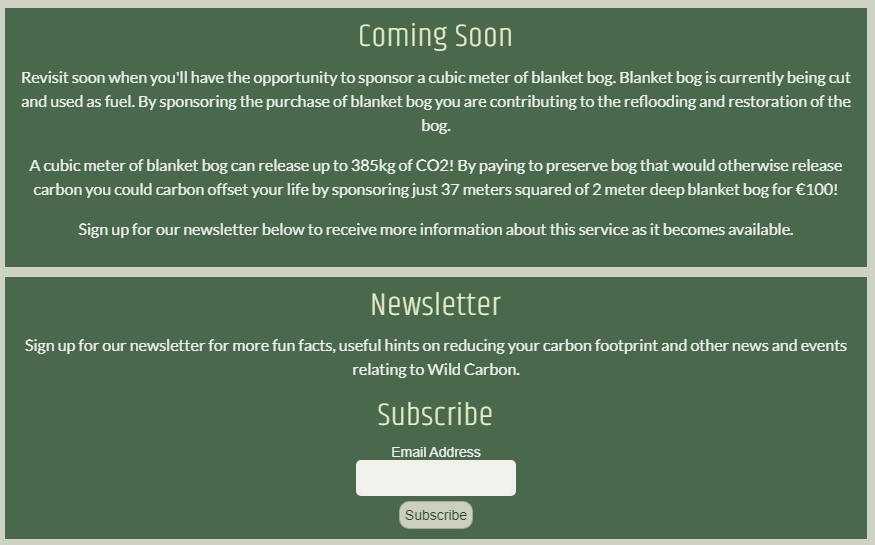 Coming Soon
Revisit soon when you'll have the opportunity to sponsor a cubic meter of blanket bog. Blanket bog is currently being cut
and used as fuel. By sponsoring the purchase of blanket bog you are contributing to the reflooding and restoration of the
bog.
A cubic meter of blanket bog can release up to 385kg of CO2! By paying to preserve bog that would otherwise release
carbon you could carbon offset your life by sponsoring just 37 meters squared of 2 meter deep blanket bog for €100!
Sign up for our newsletter below to receive more information about this service as it becomes available.
Newsletter
Sign up for our newsletter for more fun facts, useful hints on reducing your carbon footprint and other news and events
relating to Wild Carbon.
Subscribe
Email Address
Subscribe